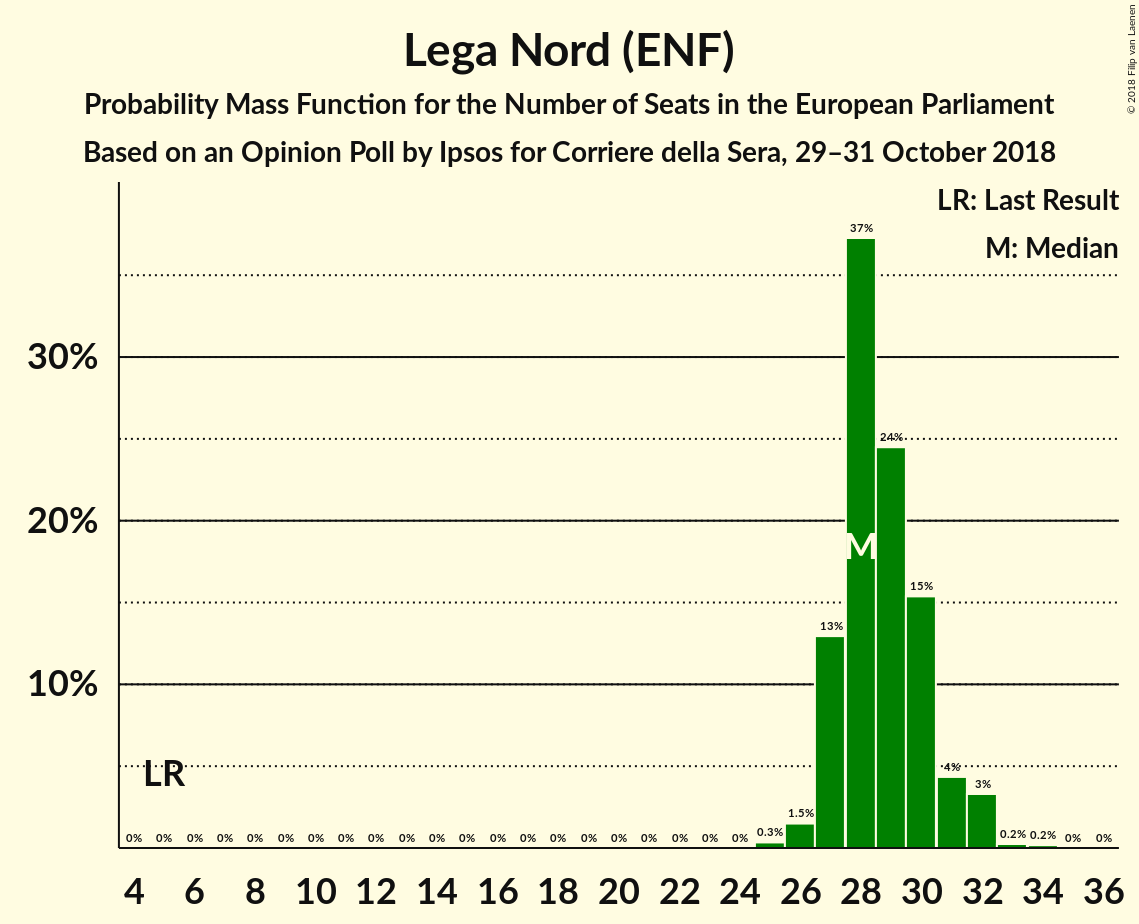 Lega Nord (ENF)
Probability Mass Function for the Number of Seats in the European Parliament
Based on an Opinion Poll by Ipsos for Corriere della Sera, 29–31 October 2018
© 2018 Filip van Laenen
LR: Last Result
M: Median
37%
30%
24%
20%
M
15%
13%
10%
LR
4%
3%
1.5%
0% 0% 0% 0% 0% 0% 0% 0% 0% 0% 0% 0% 0% 0% 0% 0% 0% 0% 0% 0% 0% 0.3% 0.2% 0.2% 0% 0%
4 6 8 10 12 14 16 18 20 22 24 26 28 30 32 34 36